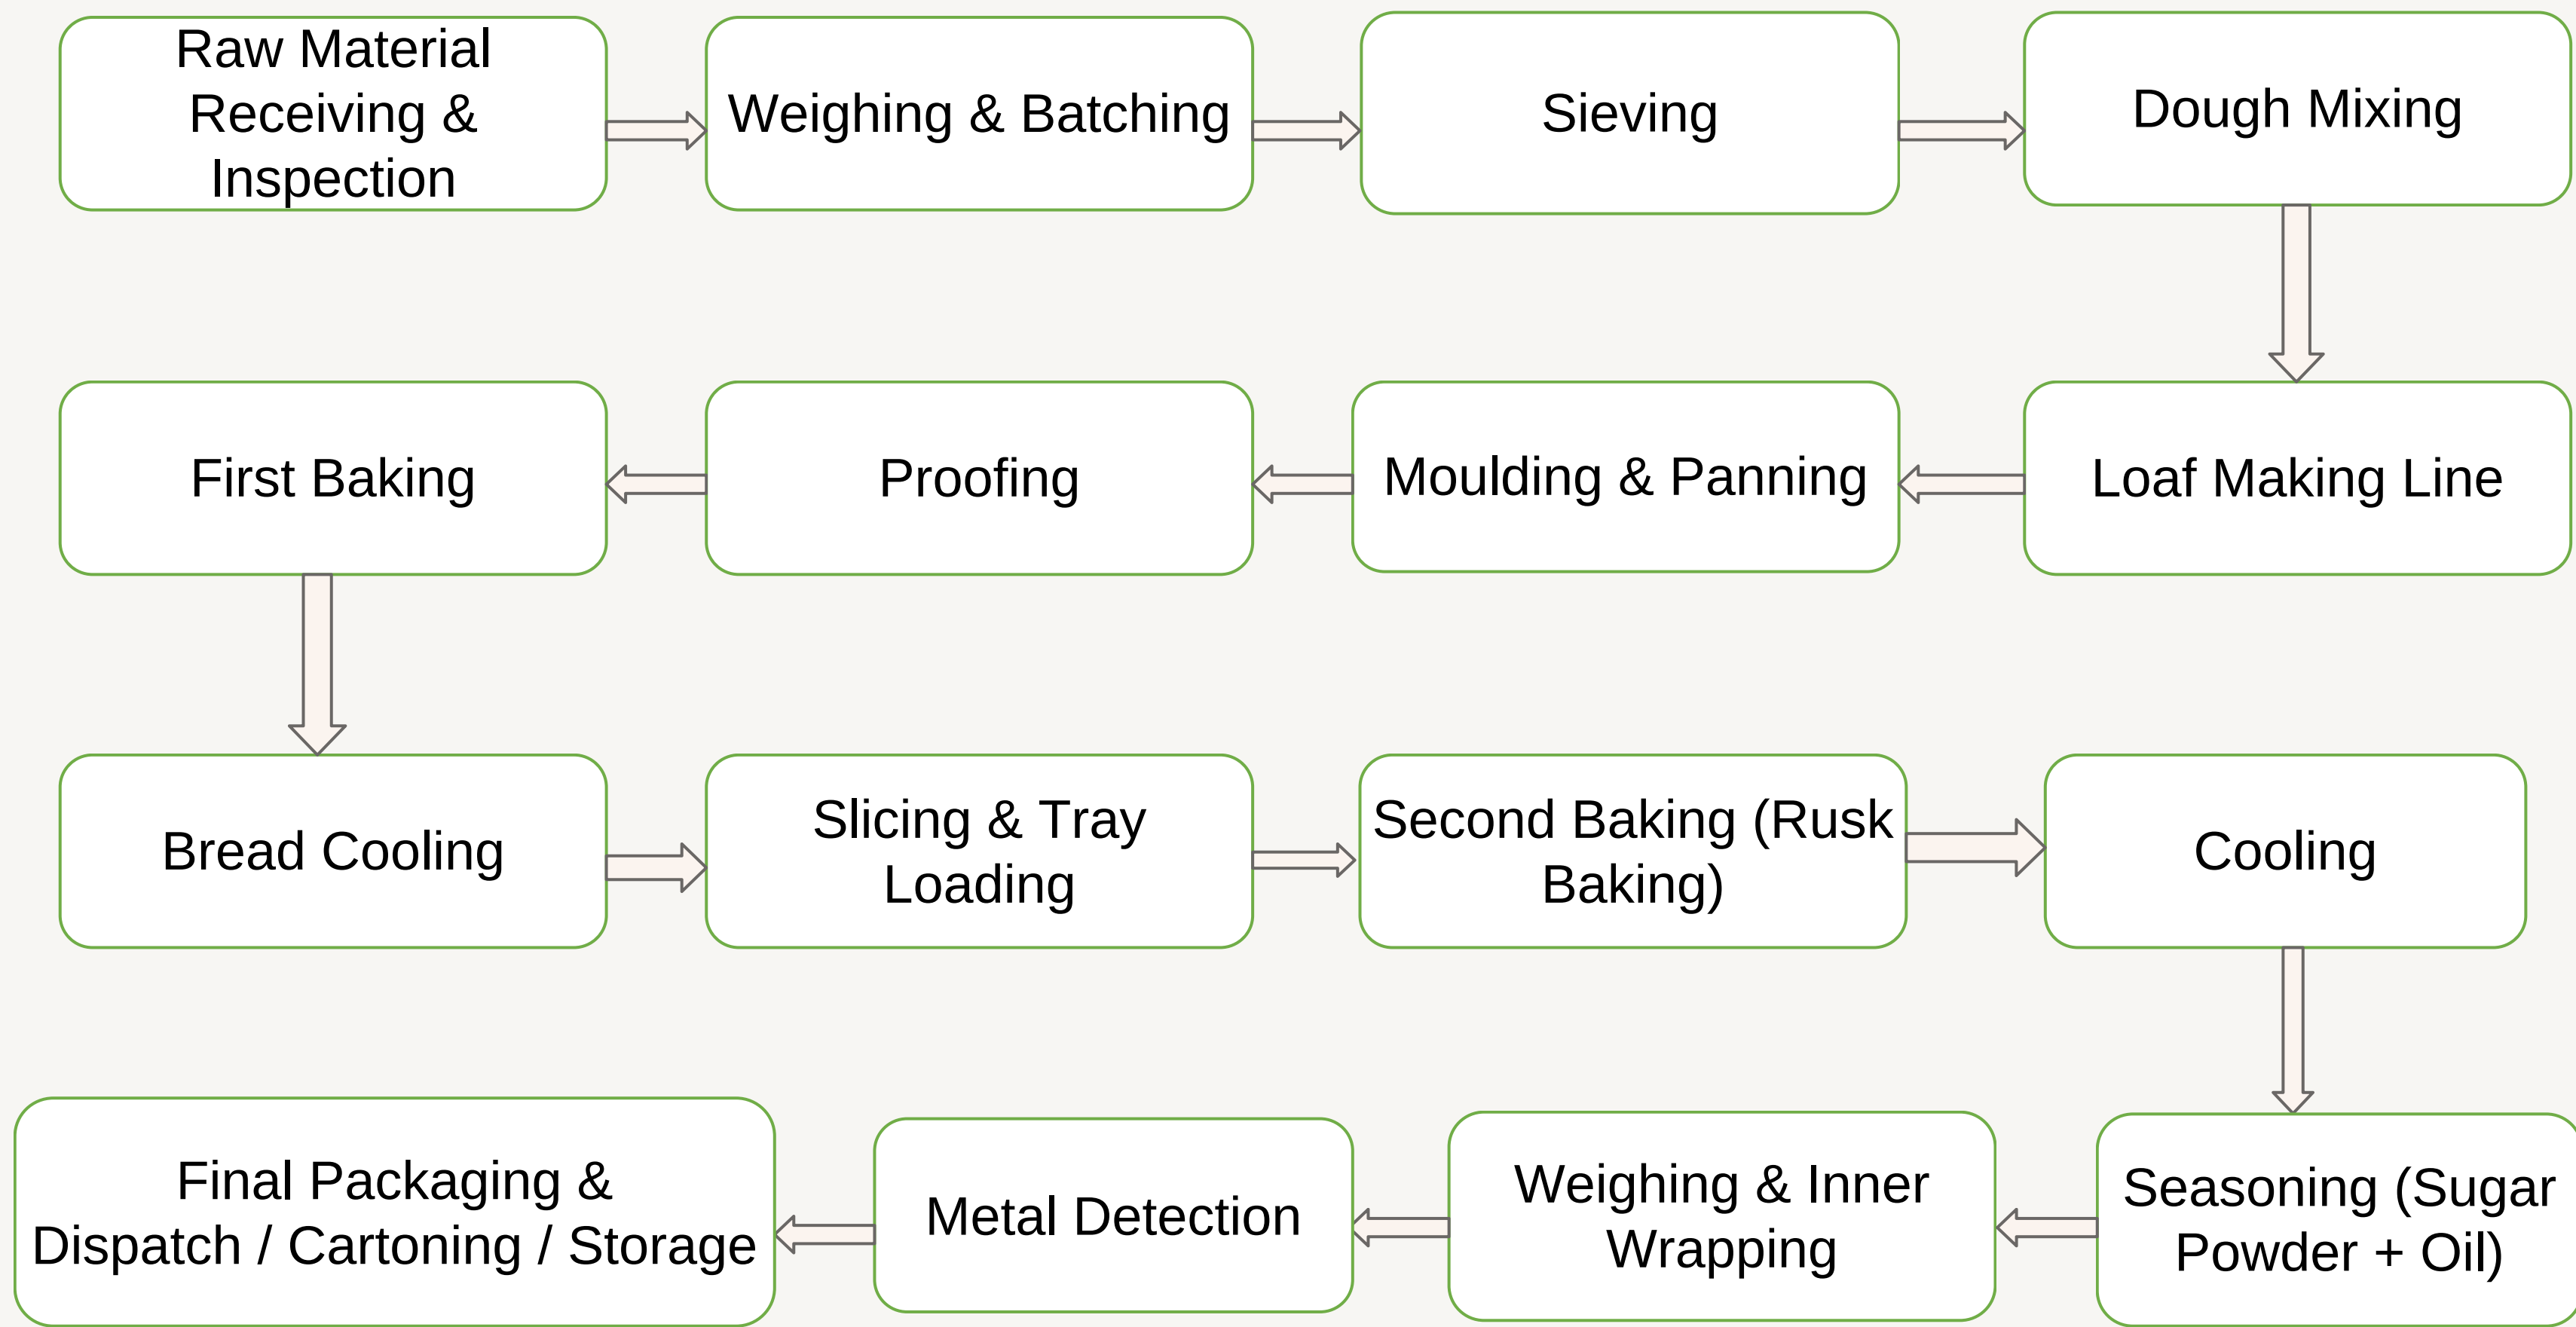 Raw Material
Receiving &
Inspection
Weighing & Batching
Sieving
Dough Mixing
Loaf Making Line
Moulding & Panning
Proofing
First Baking
Bread Cooling
Slicing & Tray
Loading
Second Baking (Rusk
Baking)
Cooling
Seasoning (Sugar
Powder + Oil)
Weighing & Inner
Wrapping
Metal Detection
Final Packaging &
Dispatch / Cartoning / Storage